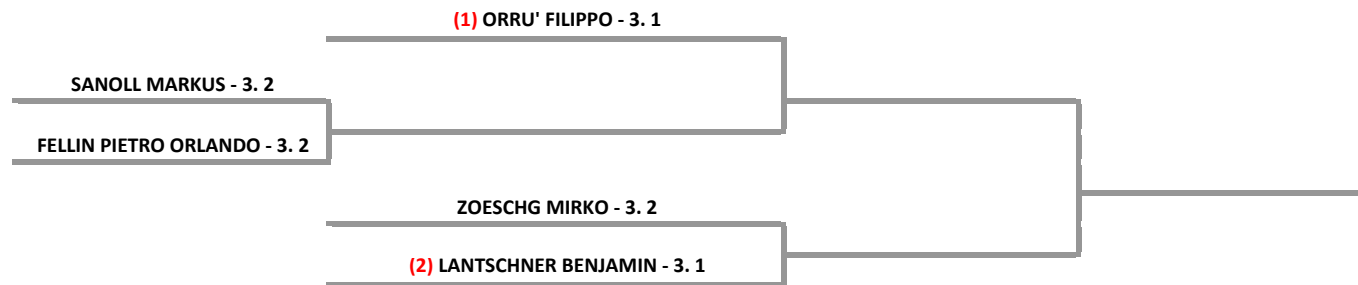 (1) ORRU' FILIPPO - 3. 1
SANOLL MARKUS - 3. 2
FELLIN PIETRO ORLANDO - 3. 2
ZOESCHG MIRKO - 3. 2
(2) LANTSCHNER BENJAMIN - 3. 1